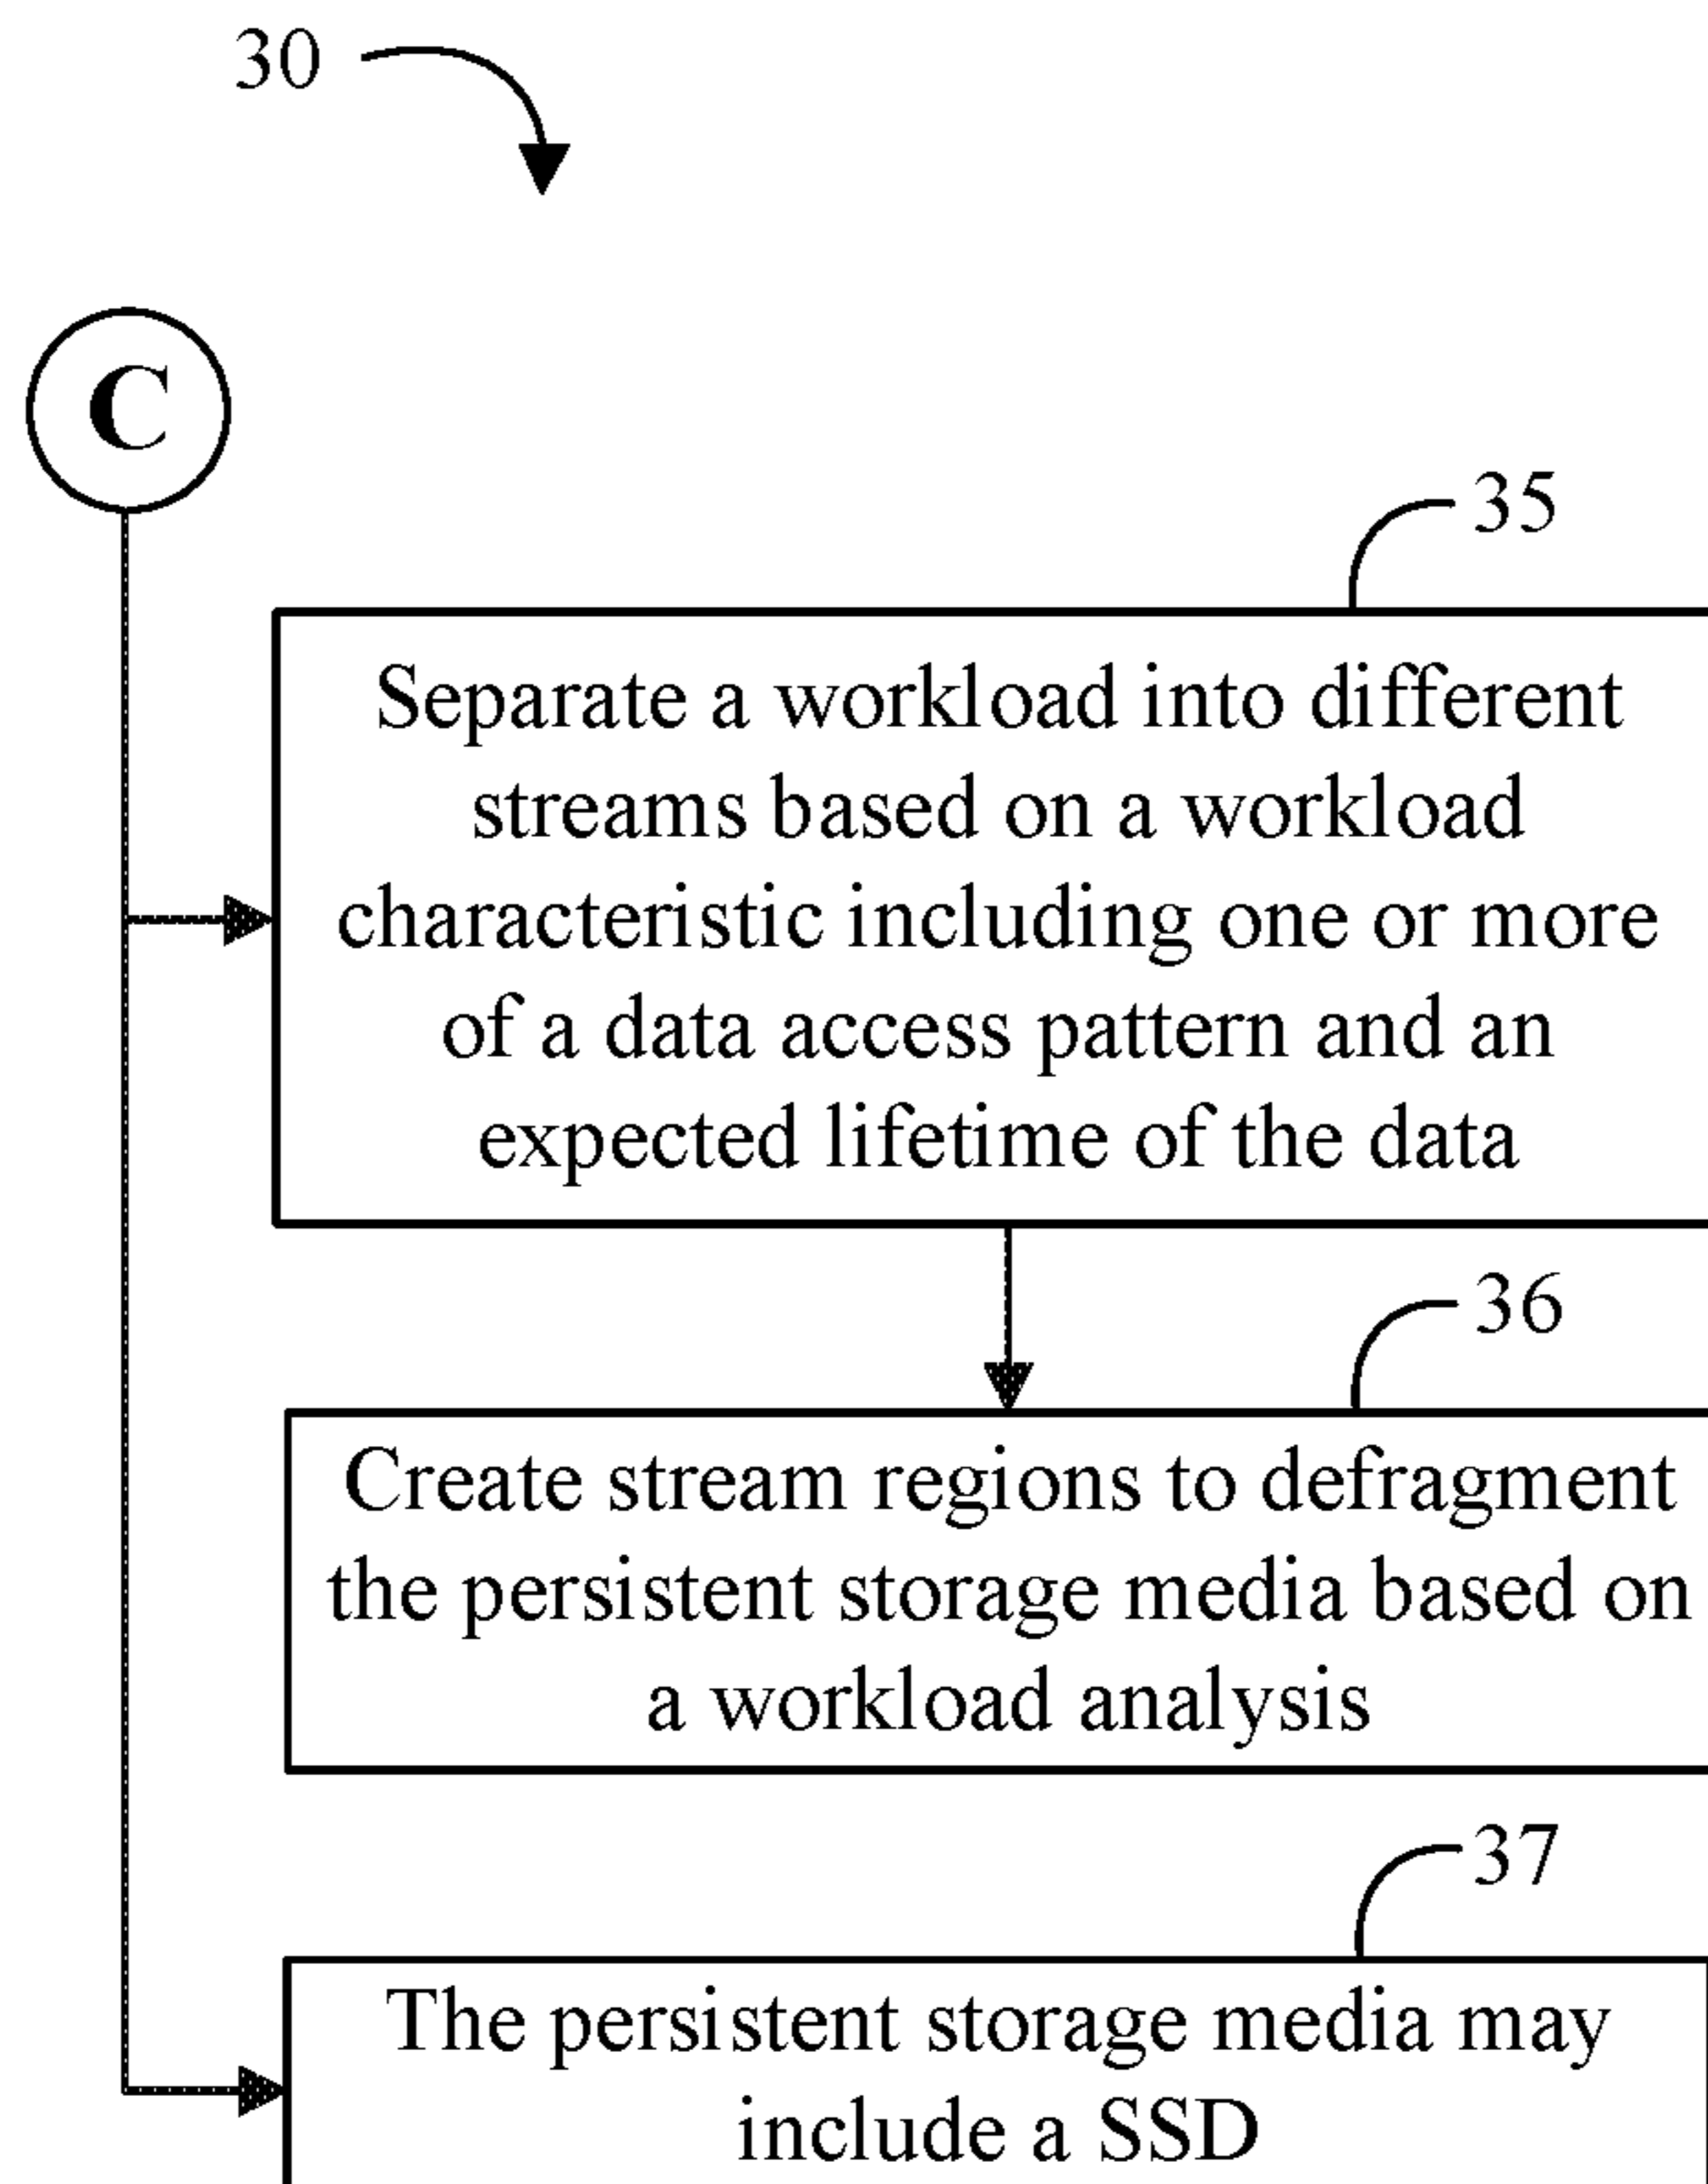 30
C
35
Separate a workload into different
streams based on a workload
characteristic including one or more
of a data access pattern and an
expected lifetime of the data
36
Create stream regions to defragment
the persistent storage media based on
a workload analysis
37
The persistent storage media may
include a SSD